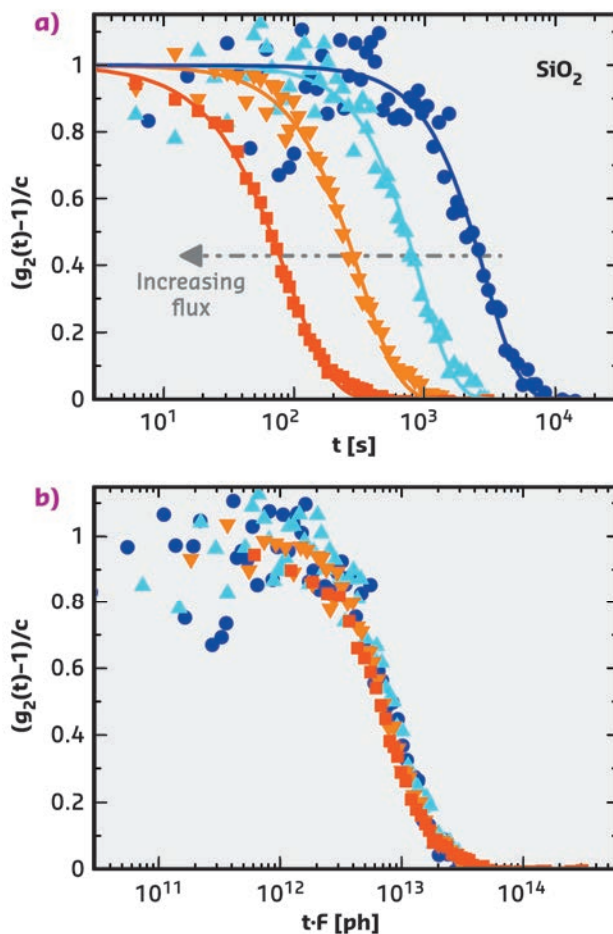 a)
SiO₂
1
0.8
0.6
0.4
0.2
0
(g₂(t)–1)/c
Increasing
flux
10¹ 10² 10³ 10⁴
t [s]
b)
1
0.8
0.6
0.4
0.2
0
(g₂(t)–1)/c
10¹¹ 10¹² 10¹³ 10¹⁴
t·F [ph]